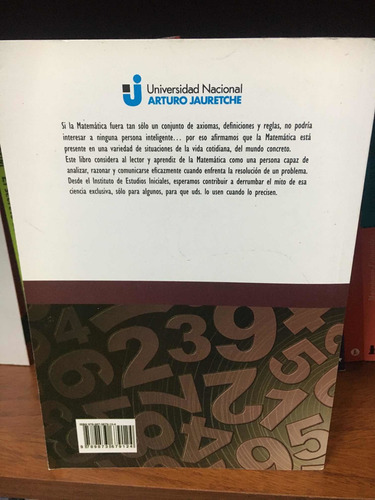 Universidad Nacional
ARTURO JAURETCHE
Si la Matemática fuera tan sólo un conjunto de axiomas, definiciones y reglas, no podría
interesar a ninguna persona inteligente... por eso afirmamos que la Matemática está
presente en una variedad de situaciones de la vida cotidiana, del mundo concreto.
Este libro considera al lector y aprendiz de la Matemática como una persona capaz de
analizar, razonar y comunicarse eficazmente cuando enfrenta la resolución de un problema.
Desde el Instituto de Estudios Iniciales, esperamos contribuir a derrumbar el mito de esa
ciencia exclusiva, sólo para algunos, para que uds. lo usen cuando lo precisen.